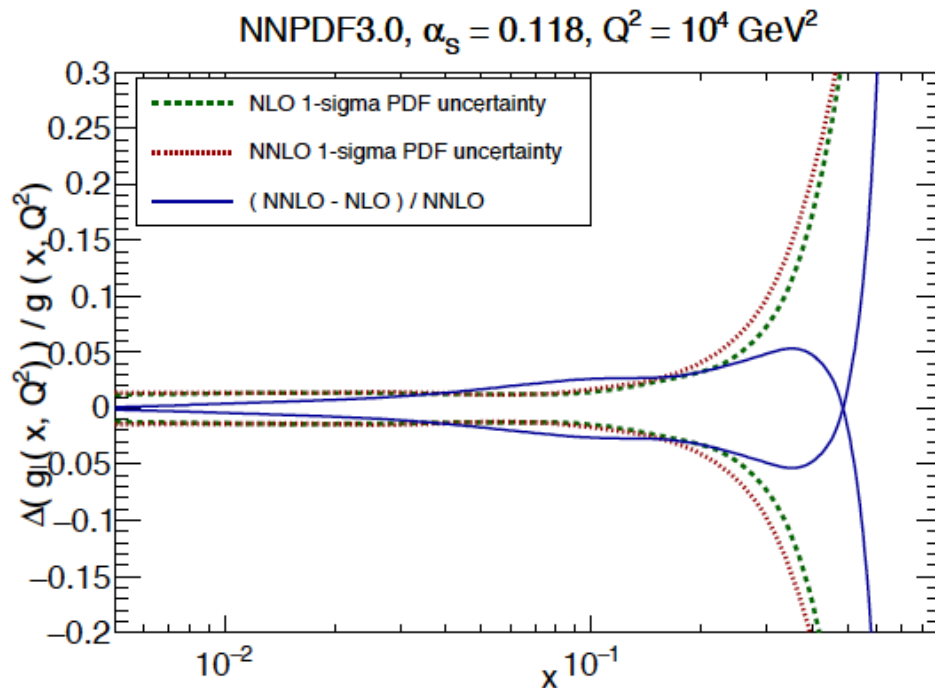 NNPDF3.0, αS = 0.118, Q² = 10⁴ GeV²
NLO 1-sigma PDF uncertainty
NNLO 1-sigma PDF uncertainty
( NNLO - NLO ) / NNLO
Δ( g ( x, Q²) ) / g ( x, Q²)
0.3
0.25
0.2
0.15
0.1
0.05
0
0.05
−0.1
−0.15
−0.2
10⁻²
10⁻¹
x